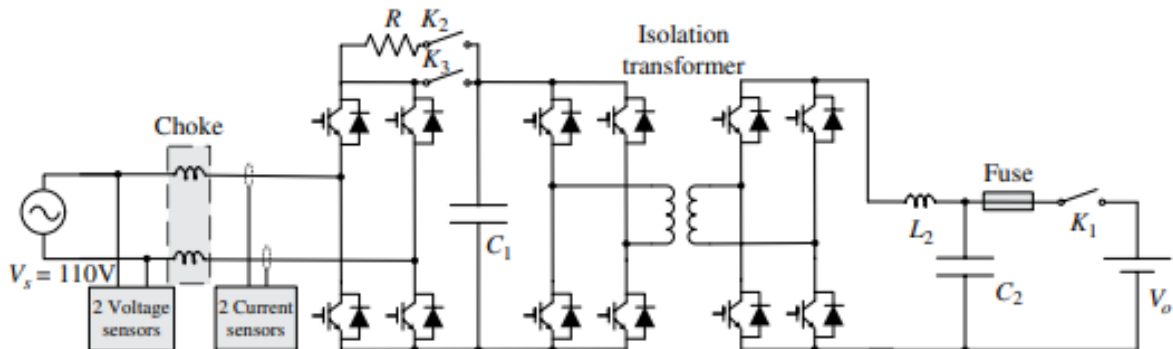 R
K2
K3
Isolation
transformer
Choke
Fuse
L2
K1
C1
C2
Vs = 110V
Vo
2 Voltage
sensors
2 Current
sensors